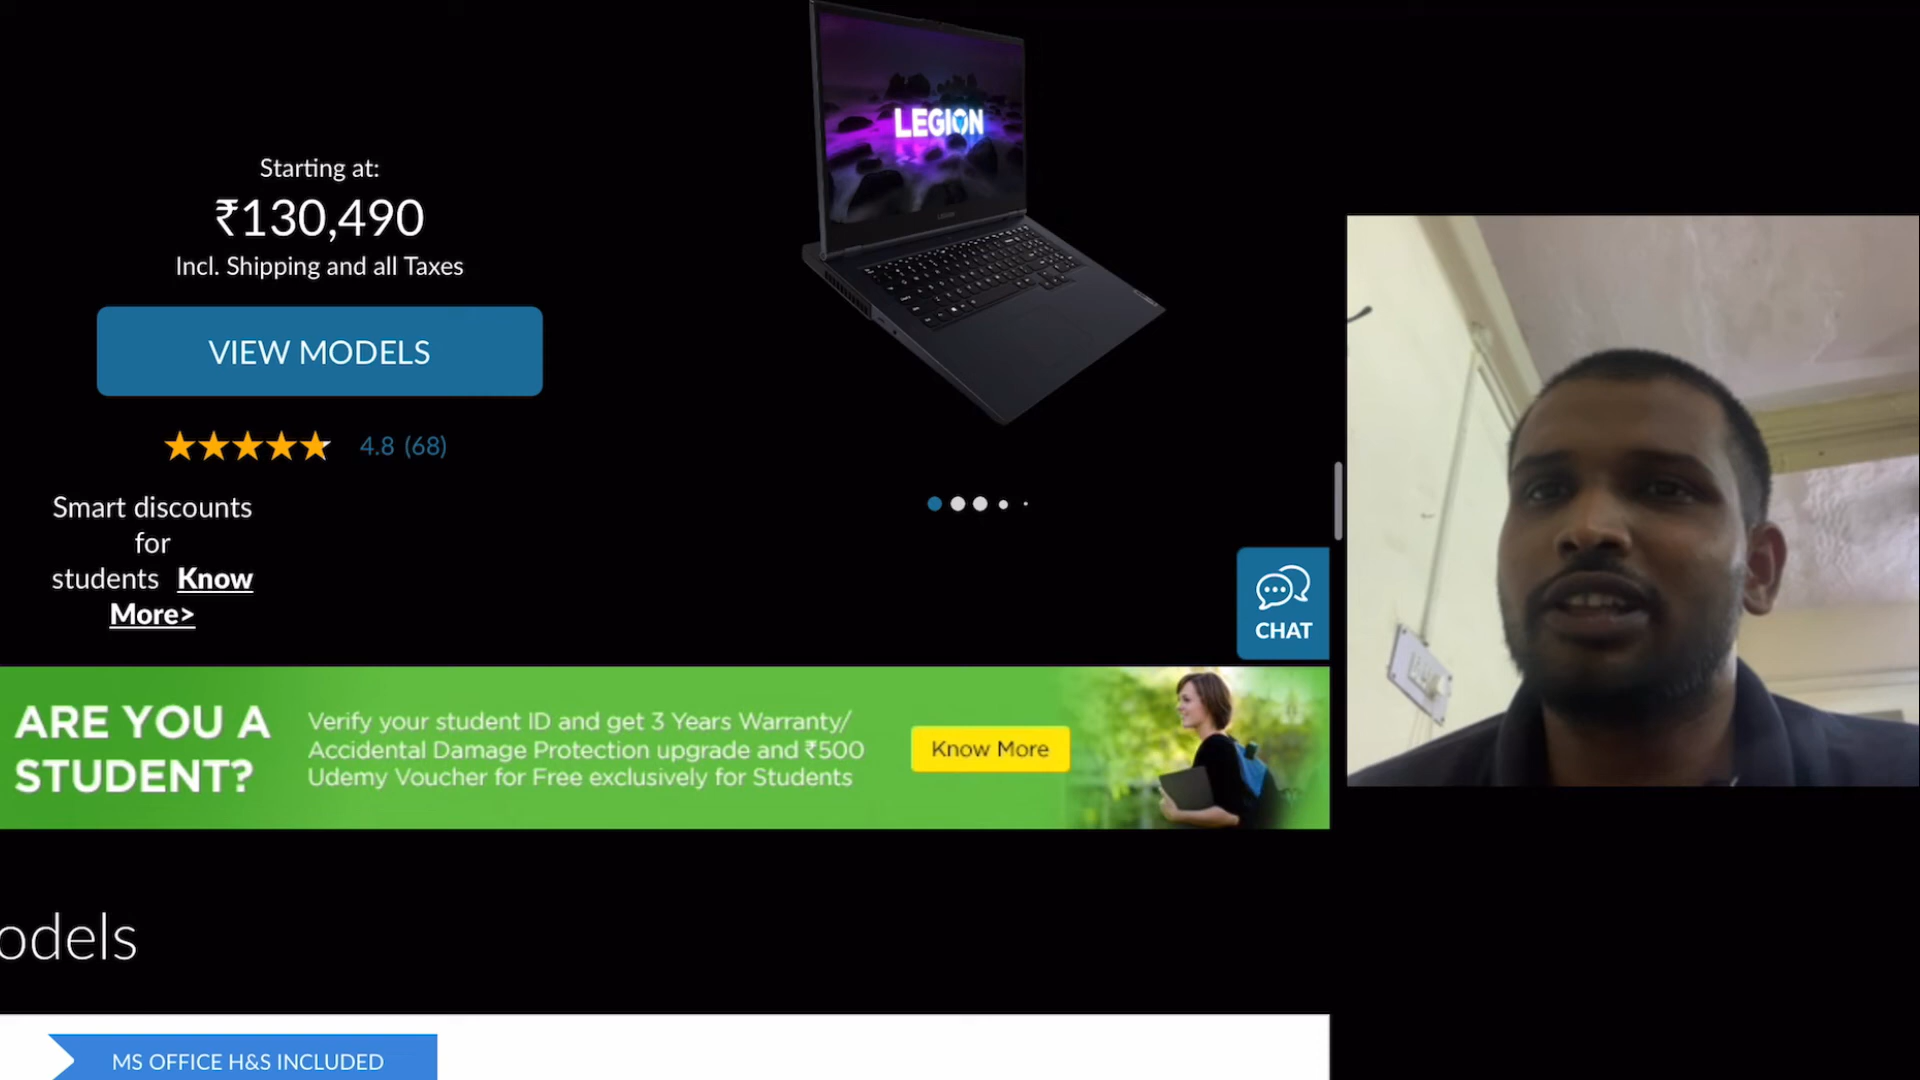 LEGION
Starting at:
₹130,490
Incl. Shipping and all Taxes
VIEW MODELS
4.8 (68)
Smart discounts
for
students Know
More>
CHAT
ARE YOU A
STUDENT?
Verify your student ID and get 3 Years Warranty/
Accidental Damage Protection upgrade and ₹500
Udemy Voucher for Free exclusively for Students
Know More
odels
MS OFFICE H&S INCLUDED